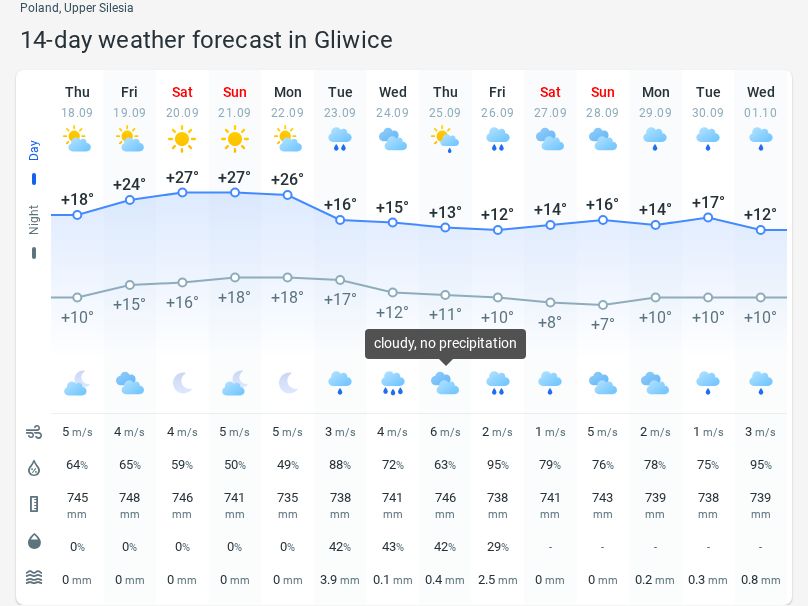 Poland, Upper Silesia
14-day weather forecast in Gliwice
Thu Fri Sat Sun Mon Tue Wed Thu Fri Sat Sun Mon Tue Wed
18.09 19.09 20.09 21.09 22.09 23.09 24.09 25.09 26.09 27.09 28.09 29.09 30.09 01.10
Day
+18° +24° +27° +27° +26° +16° +15° +13° +12° +14° +16° +14° +17° +12°
Night
+10° +15° +16° +18° +18° +17° +12° +11° +10° +8° +7° +10° +10° +10°
cloudy, no precipitation
5 m/s 4 m/s 4 m/s 5 m/s 5 m/s 3 m/s 4 m/s 6 m/s 2 m/s 1 m/s 5 m/s 2 m/s 1 m/s 3 m/s
64% 65% 59% 50% 49% 88% 72% 63% 95% 79% 76% 78% 75% 95%
745 748 746 741 735 738 741 746 738 741 743 739 738 739
mm mm mm mm mm mm mm mm mm mm mm mm mm mm
0% 0% 0% 0% 0% 42% 43% 42% 29% - - - - -
0 mm 0 mm 0 mm 0 mm 0 mm 3.9 mm 0.1 mm 0.4 mm 2.5 mm 0 mm 0 mm 0.2 mm 0.3 mm 0.8 mm